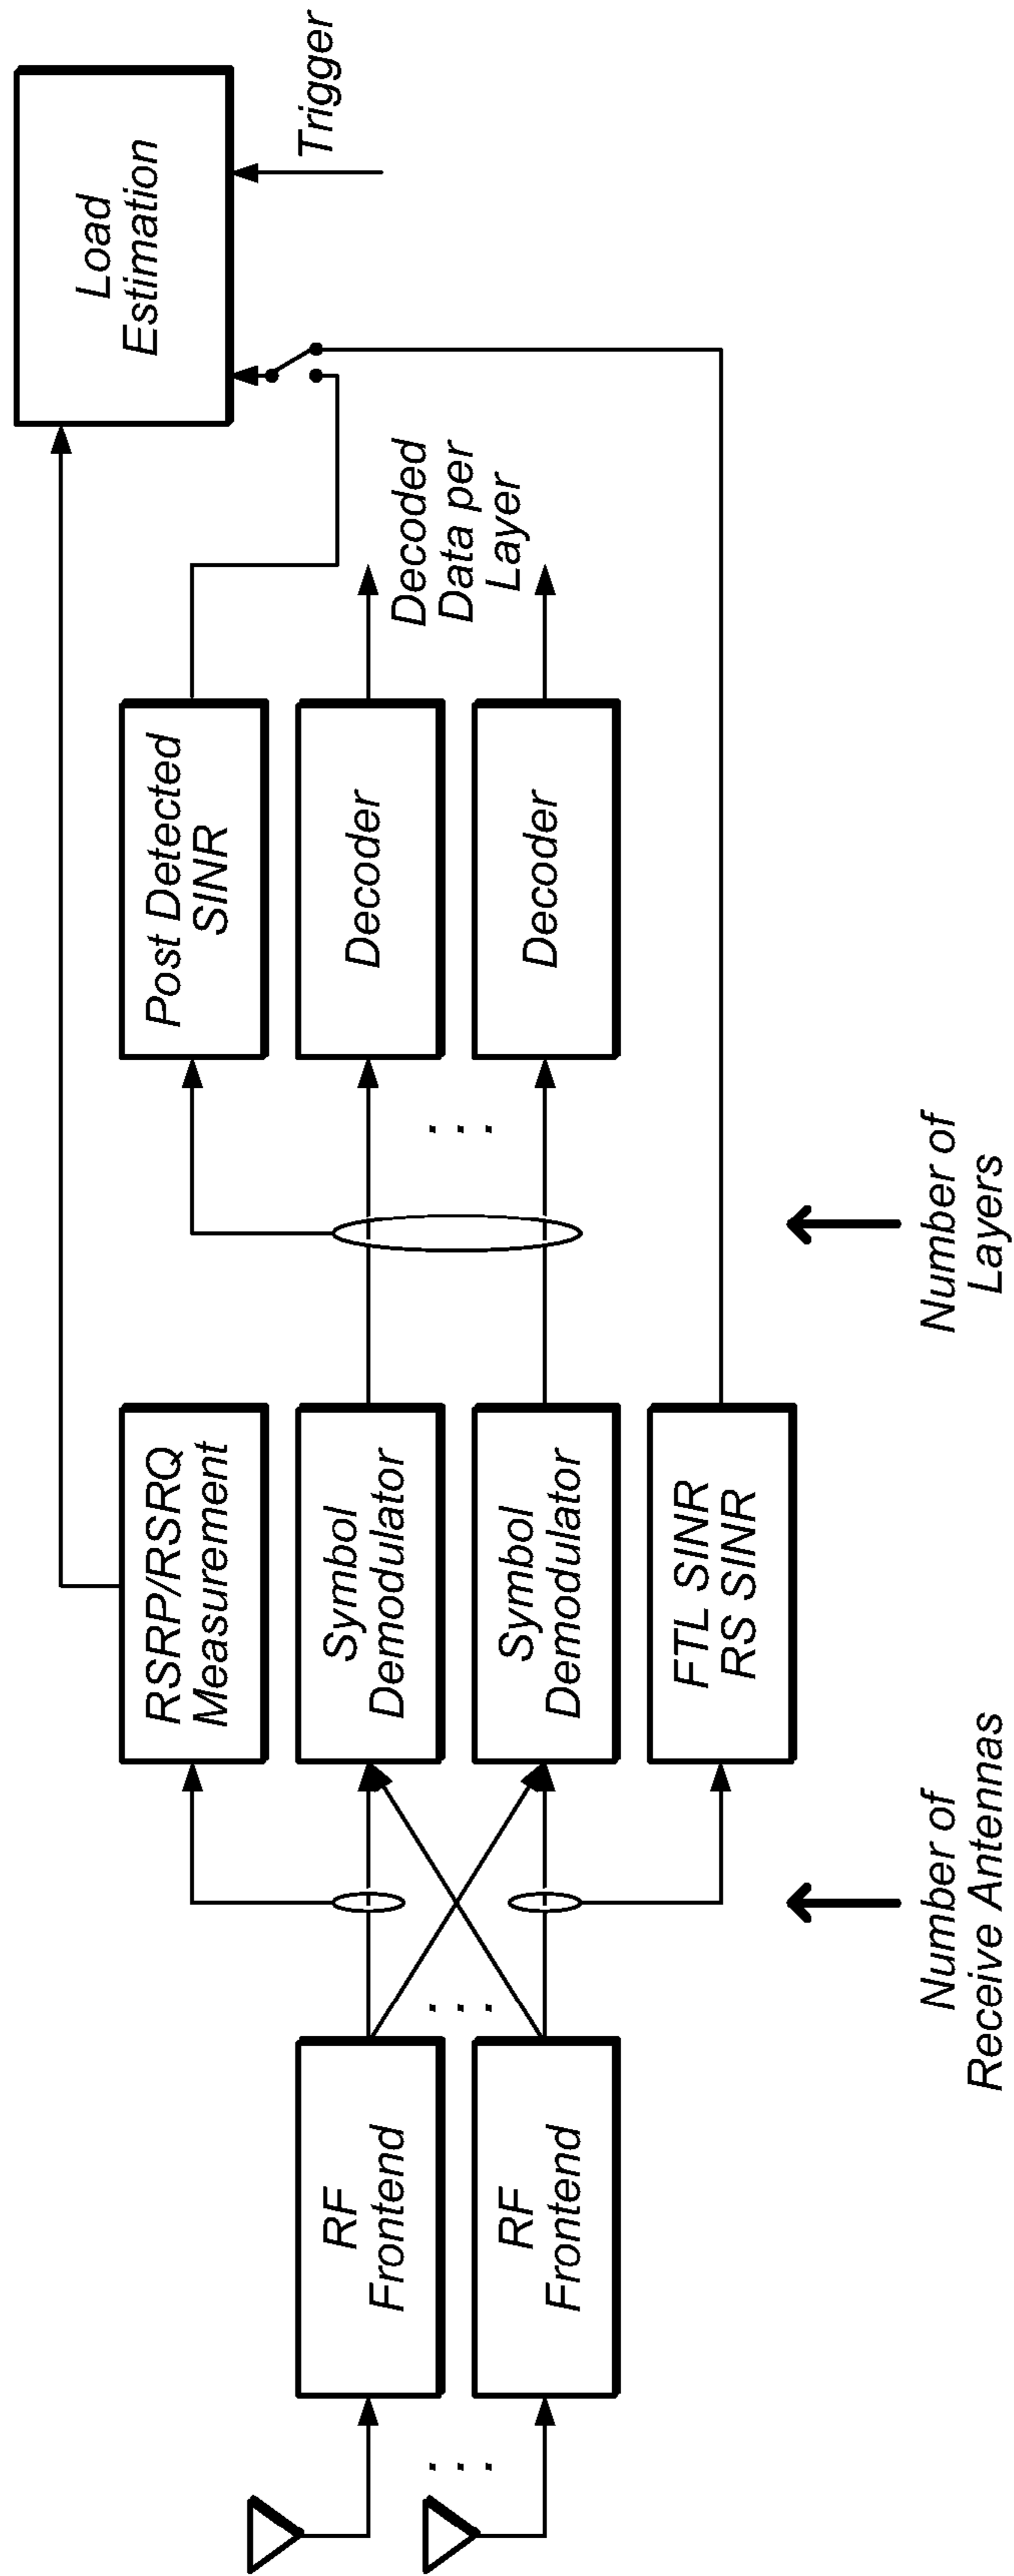 Load
Estimation
Trigger
Post Detected
SINR
Decoder
Decoder
Decoded
Data per
Layer
RSRP/RSRQ
Measurement
Symbol
Demodulator
Symbol
Demodulator
FTL SINR
RS SINR
RF
Frontend
RF
Frontend
Number of
Receive Antennas
Number of
Layers